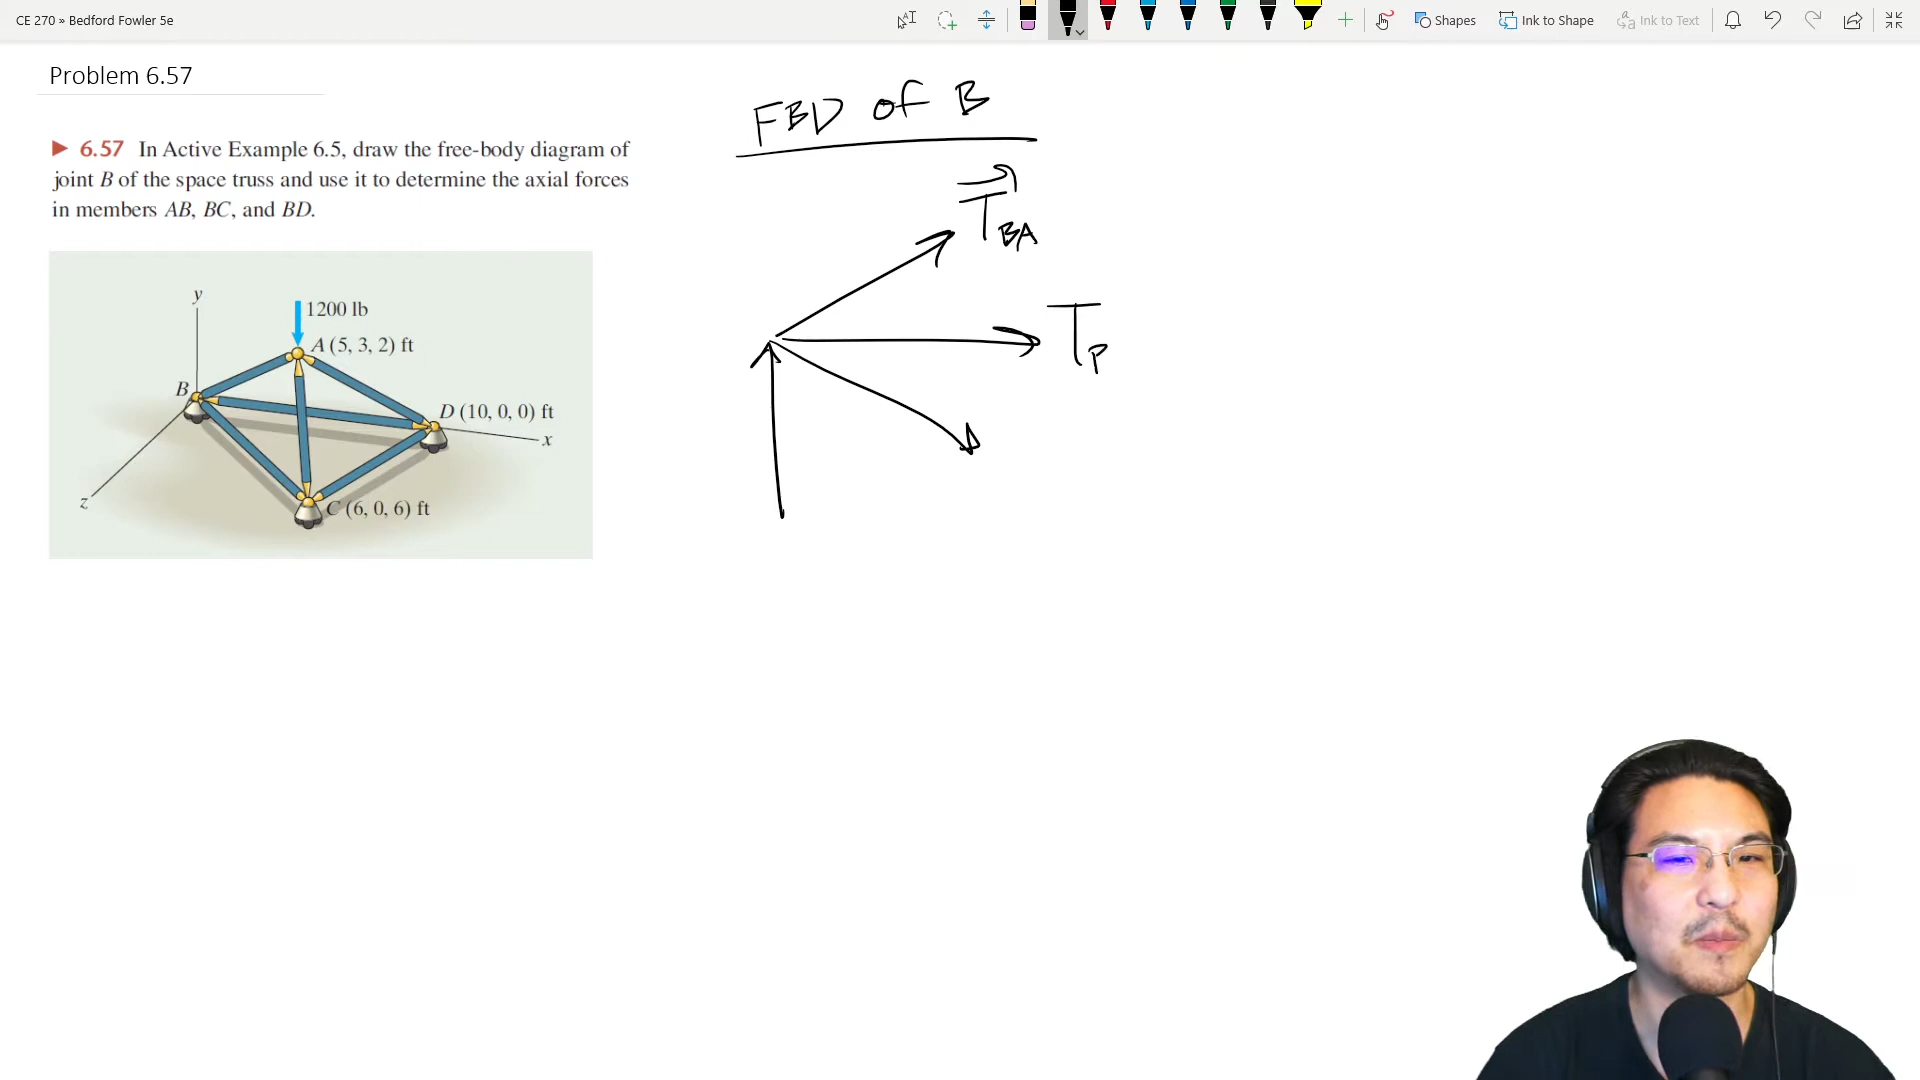 CE 270 » Bedford Fowler 5e
Shapes
Ink to Shape
Ink to Text
Problem 6.57
6.57 In Active Example 6.5, draw the free-body diagram of
joint B of the space truss and use it to determine the axial forces
in members AB, BC, and BD.
y
1200 lb
A (5, 3, 2) ft
B
D (10, 0, 0) ft
x
z
C (6, 0, 6) ft
FBD of B
T BA
T P